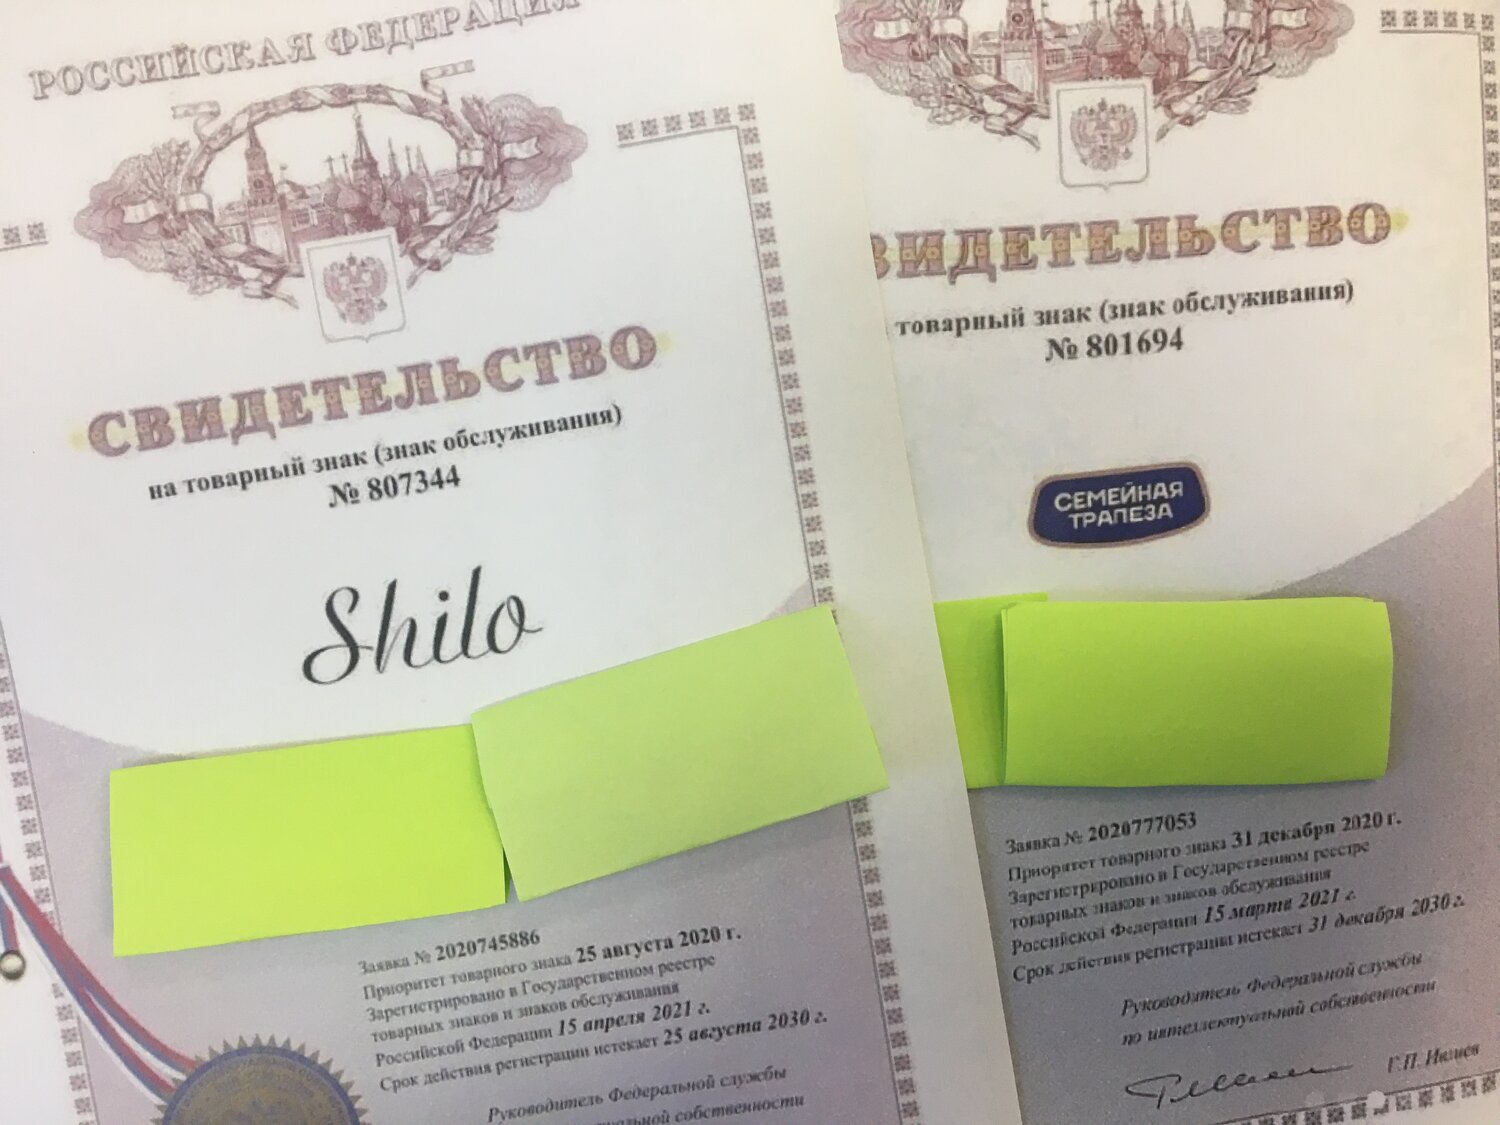 РОССИЙСКАЯ ФЕДЕРАЦИЯ
СВИДЕТЕЛЬСТВО
на товарный знак (знак обслуживания)
№ 807344
Shilo
Заявка № 2020745886
Приоритет товарного знака 25 августа 2020 г.
Зарегистрировано в Государственном реестре
товарных знаков и знаков обслуживания
Российской Федерации 15 апреля 2021 г.
Срок действия регистрации истекает 25 августа 2030 г.
Руководитель Федеральной службы
собственности
ВИДЕТЕЛЬСТВО
товарный знак (знак обслуживания)
№ 801694
СЕМЕЙНАЯ
ТРАПЕЗА
Заявка № 2020777053
Приоритет товарного знака 31 декабря 2020 г.
Зарегистрировано в Государственном реестре
товарных знаков и знаков обслуживания
Российской Федерации 15 марта 2021 г.
Срок действия регистрации истекает 31 декабря 2030 г.
Руководитель Федеральной службы
по интеллектуальной собственности
Г.П. Ивлиев